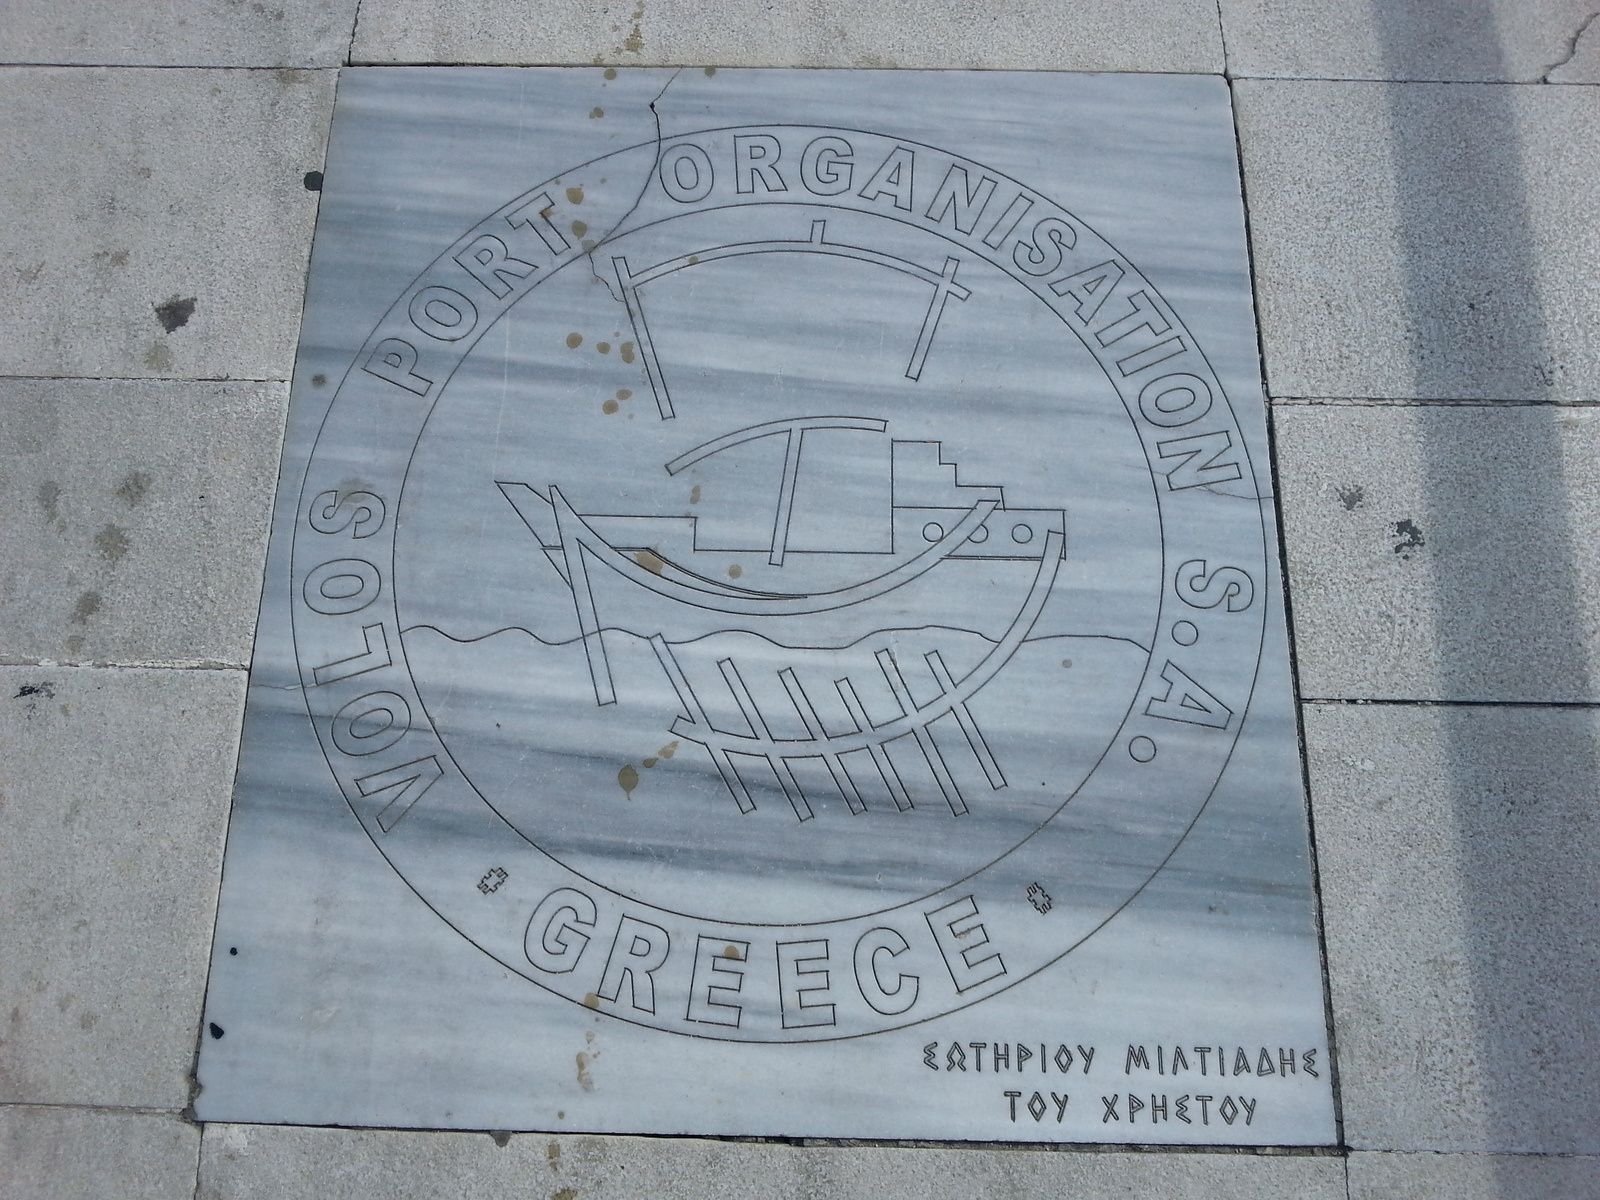 VOLOS PORT ORGANISATION S.A.
GREECE
ΣΩΤΗΡΙΟΥ ΜΙΛΤΙΑΔΗΣ
ΤΟΥ ΧΡΗΣΤΟΥ